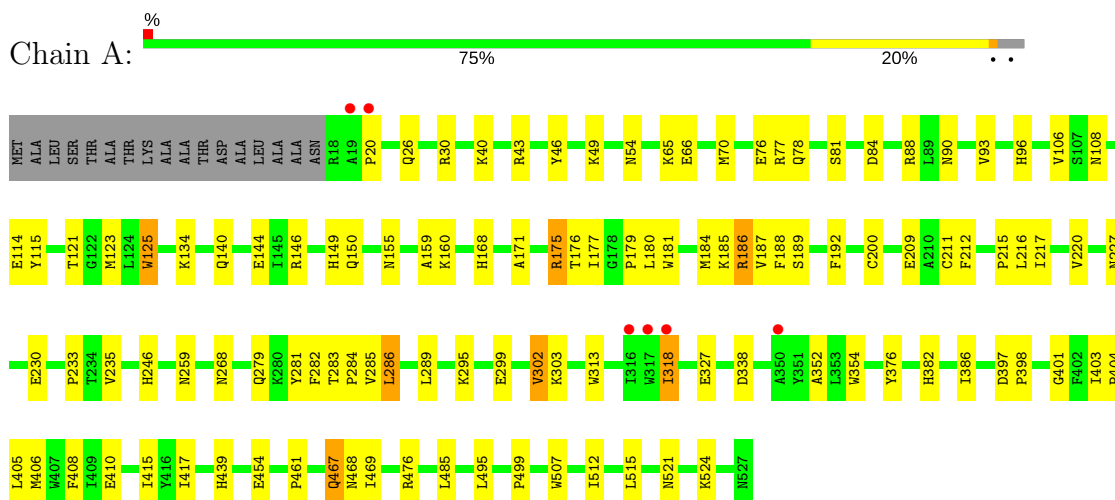 %
Chain A:
75% 20% • •
MET ALA LEU SER THR ALA THR LYS ALA ALA THR ASP ALA LEU ALA ALA ASN R18 A19 P20 Q26 R30 K40 R43 Y46 K49 N54 K65 E66 M70 E76 R77 Q78 S81 D84 R88 L89 N90 V93 H96 V106 S107 N108
E114 Y115 T121 G122 M123 L124 W125 K134 Q140 E144 I145 R146 H149 Q150 N155 A159 K160 H168 A171 R175 T176 I177 G178 P179 L180 W181 M184 K185 R186 V187 F188 S189 F192 C200 E209 A210 C211 F212 P215 L216 I217 V220 N227
E230 P233 T234 V235 H246 N259 N268 Q279 K280 Y281 F282 T283 P284 V285 L286 L289 K295 E299 V302 K303 W313 I316 W317 I318 E327 D338 A350 Y351 A352 L353 W354 Y376 H382 I386 D397 P398 G401 F402 I403
L405 M406 W407 F408 I409 E410 I415 Y416 I417 H439 E454 P461 Q467 N468 I469 R476 L485 L495 P499 W507 I512 L515 N521 K524 N527